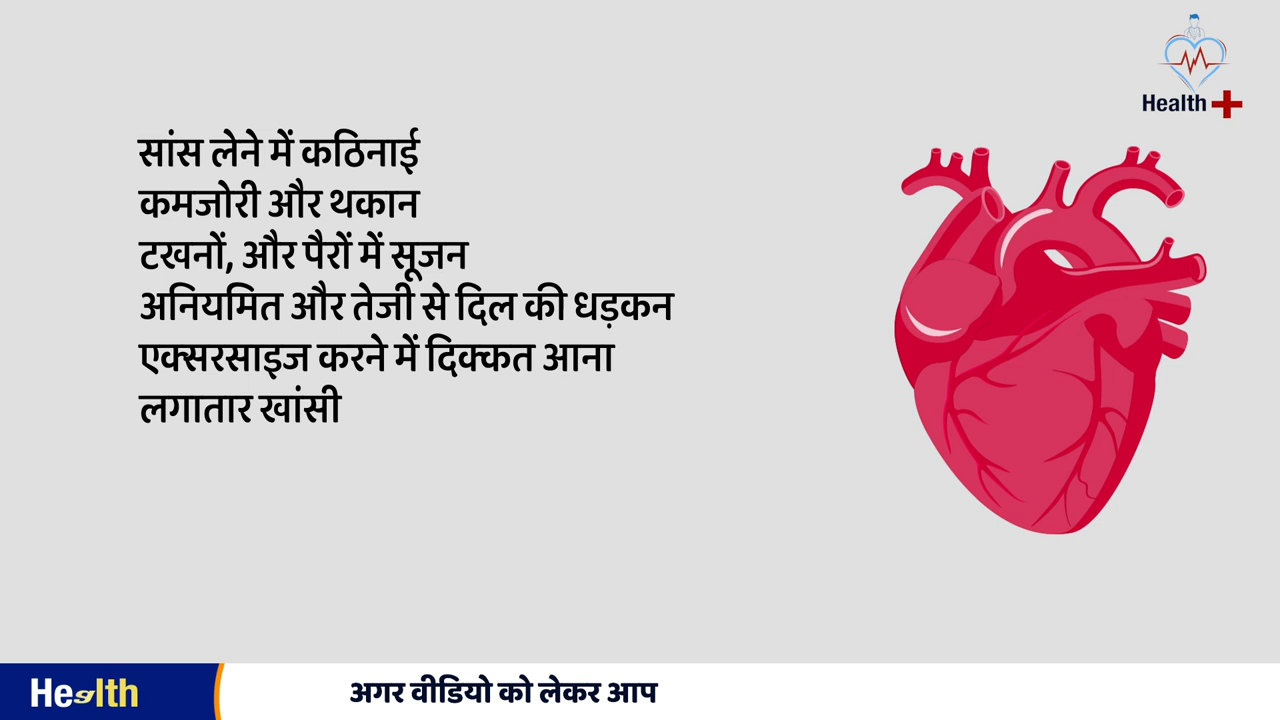 Health
सांस लेने में कठिनाई
कमजोरी और थकान
टखनों, और पैरों में सूजन
अनियमित और तेजी से दिल की धड़कन
एक्सरसाइज करने में दिक्कत आना
लगातार खांसी
Health
अगर वीडियो को लेकर आप